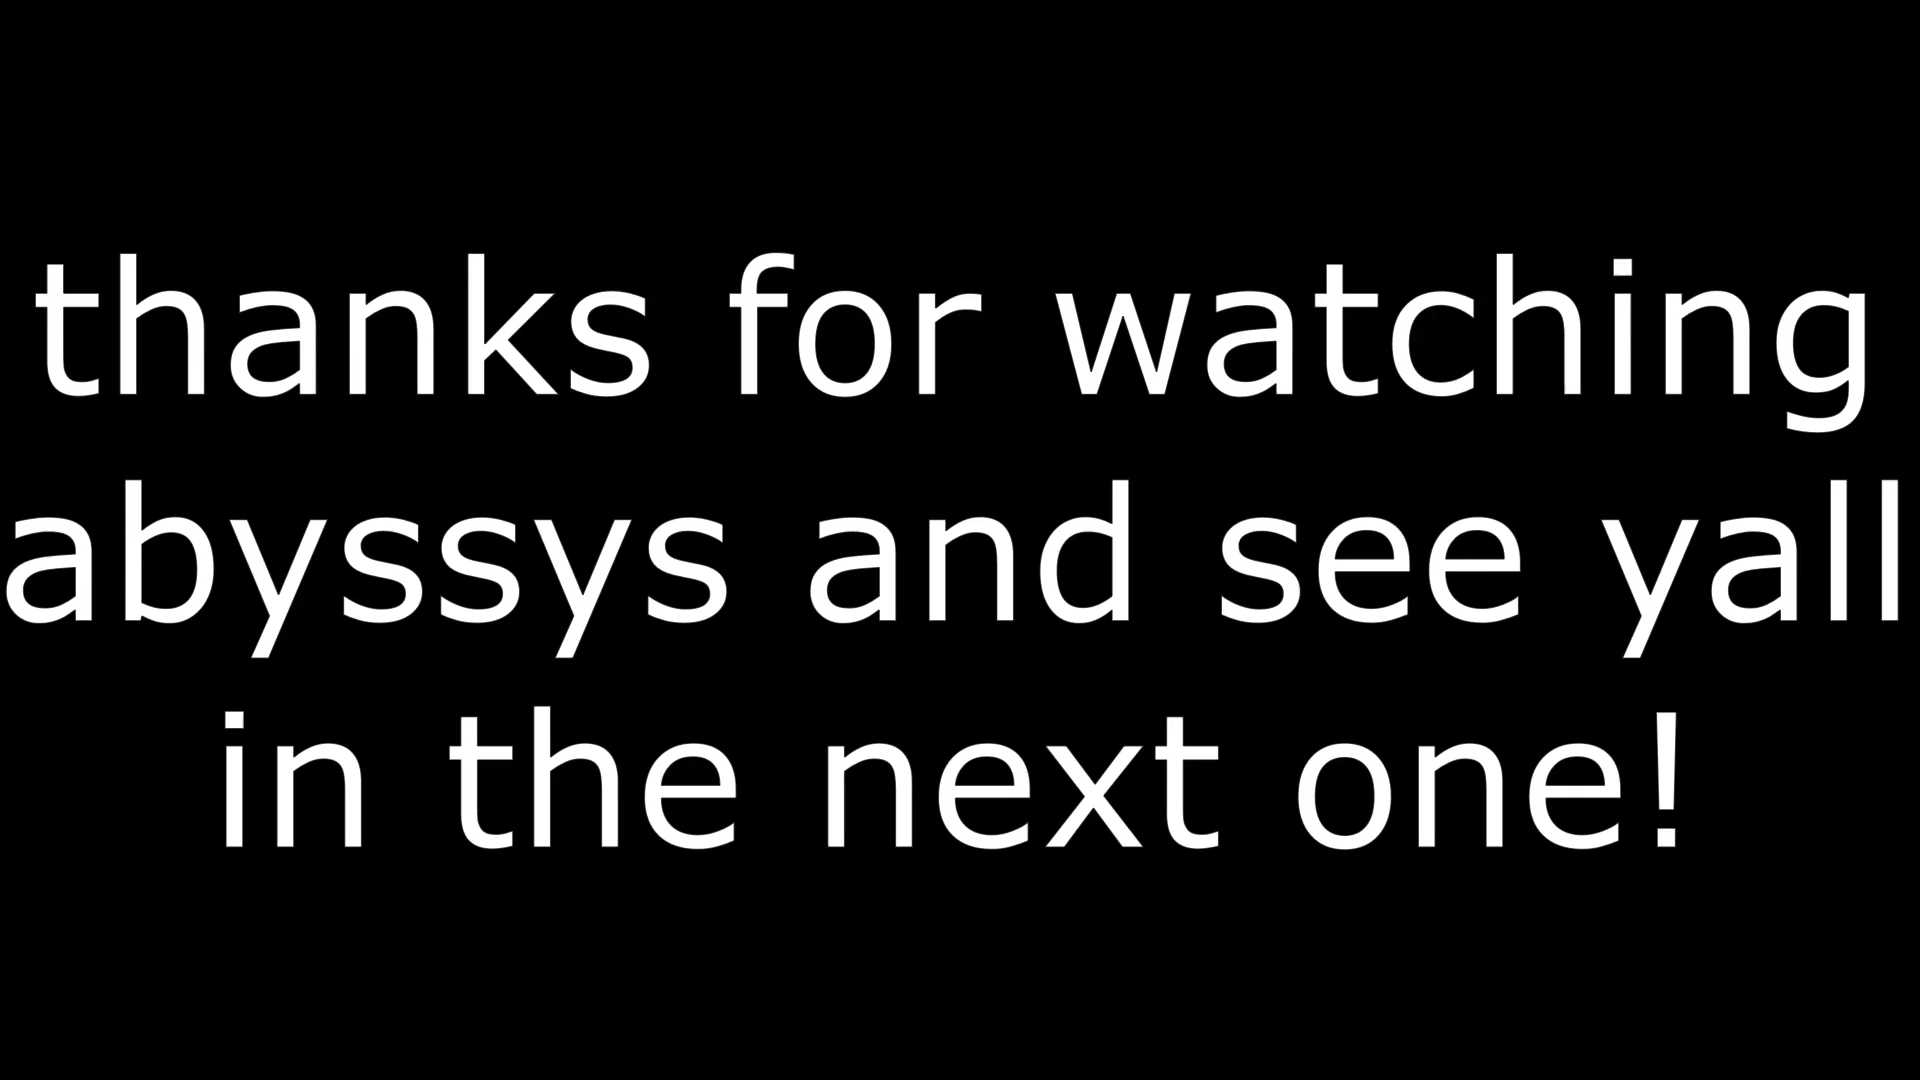 thanks for watching
abyssys and see yall
in the next one!